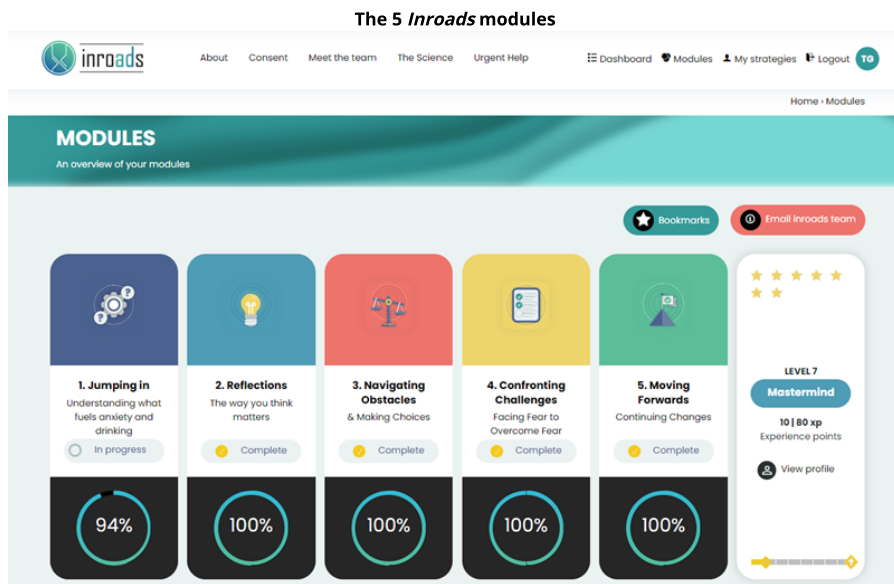 The 5 Inroads modules
inroads
About Consent Meet the team The Science Urgent Help
Dashboard Modules My strategies Logout TG
Home › Modules
MODULES
An overview of your modules
Bookmarks
Email inroads team
1. Jumping in
Understanding what
fuels anxiety and
drinking
In progress
94%
2. Reflections
The way you think
matters
Complete
100%
3. Navigating
Obstacles
& Making Choices
Complete
100%
4. Confronting
Challenges
Facing Fear to
Overcome Fear
Complete
100%
5. Moving
Forwards
Continuing Changes
Complete
100%
LEVEL 7
Mastermind
10 | 80 xp
Experience points
View profile